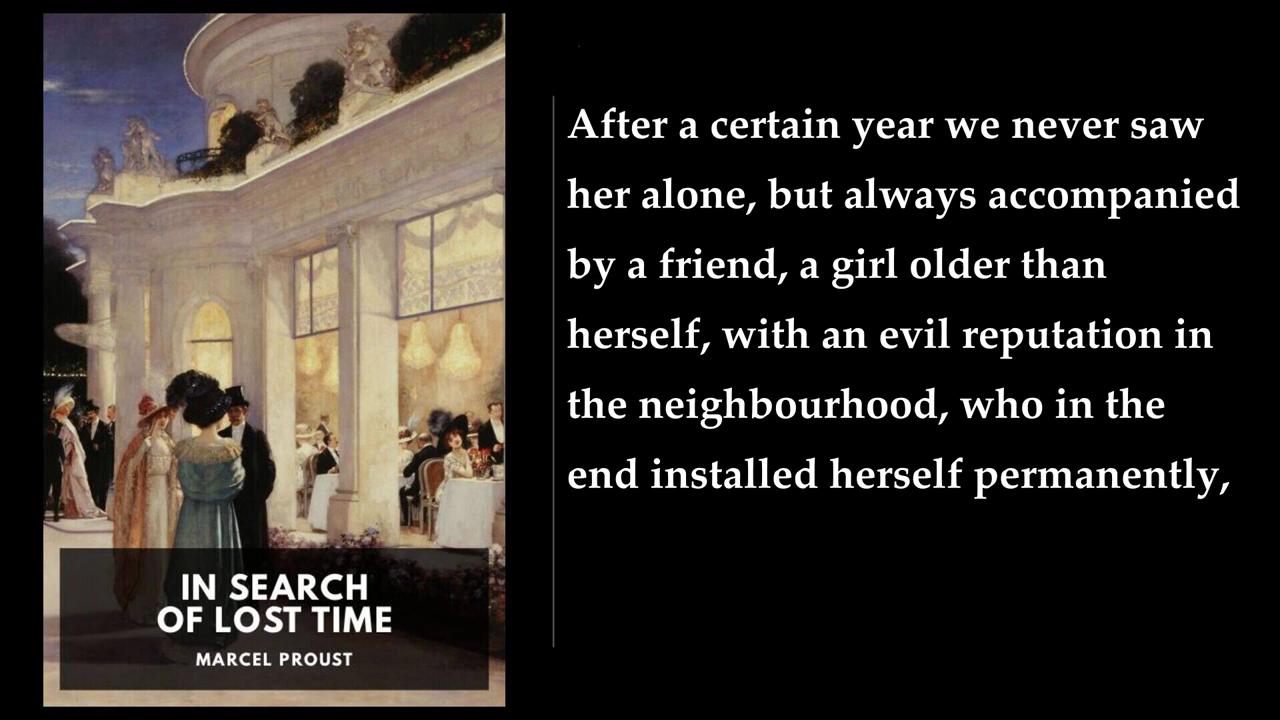 IN SEARCH
OF LOST TIME
MARCEL PROUST
After a certain year we never saw
her alone, but always accompanied
by a friend, a girl older than
herself, with an evil reputation in
the neighbourhood, who in the
end installed herself permanently,